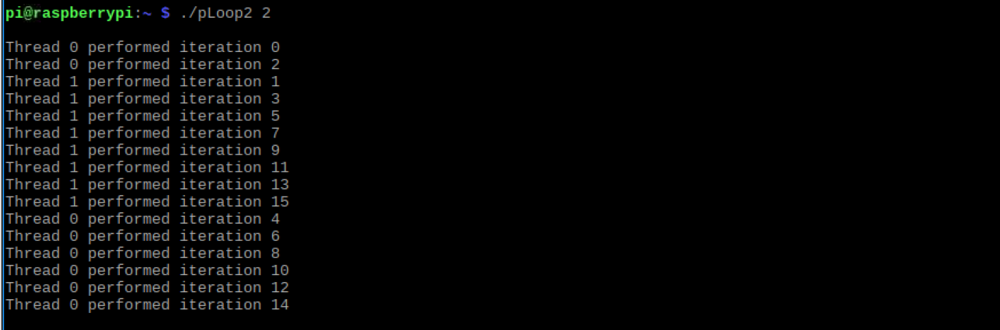 pi@raspberrypi:~ $ ./pLoop2 2
Thread 0 performed iteration 0
Thread 0 performed iteration 2
Thread 1 performed iteration 1
Thread 1 performed iteration 3
Thread 1 performed iteration 5
Thread 1 performed iteration 7
Thread 1 performed iteration 9
Thread 1 performed iteration 11
Thread 1 performed iteration 13
Thread 1 performed iteration 15
Thread 0 performed iteration 4
Thread 0 performed iteration 6
Thread 0 performed iteration 8
Thread 0 performed iteration 10
Thread 0 performed iteration 12
Thread 0 performed iteration 14